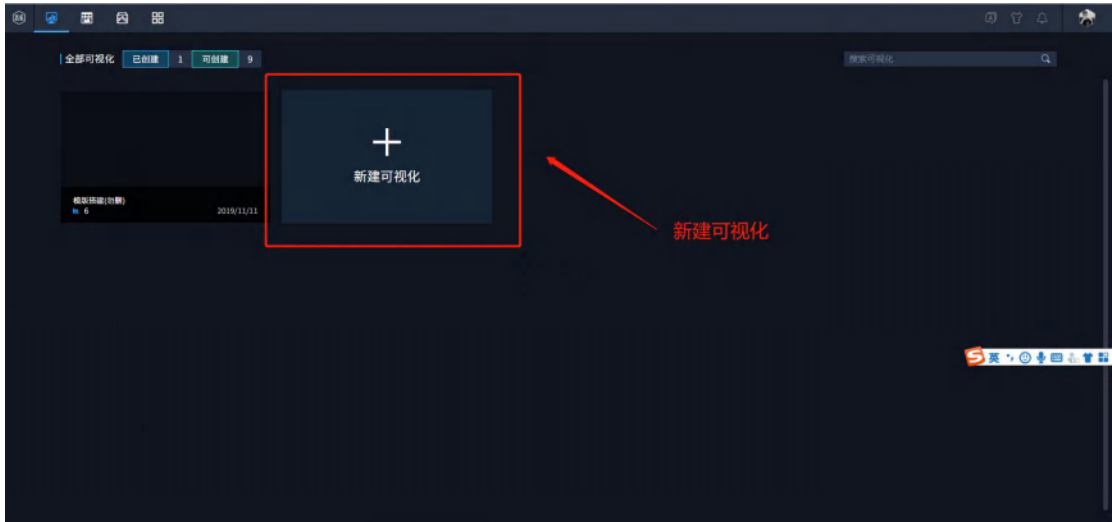 全部可视化 已创建 1 可创建 9
搜索可视化
新建可视化
模版搭建(勿删)
6 2019/11/11
新建可视化
英